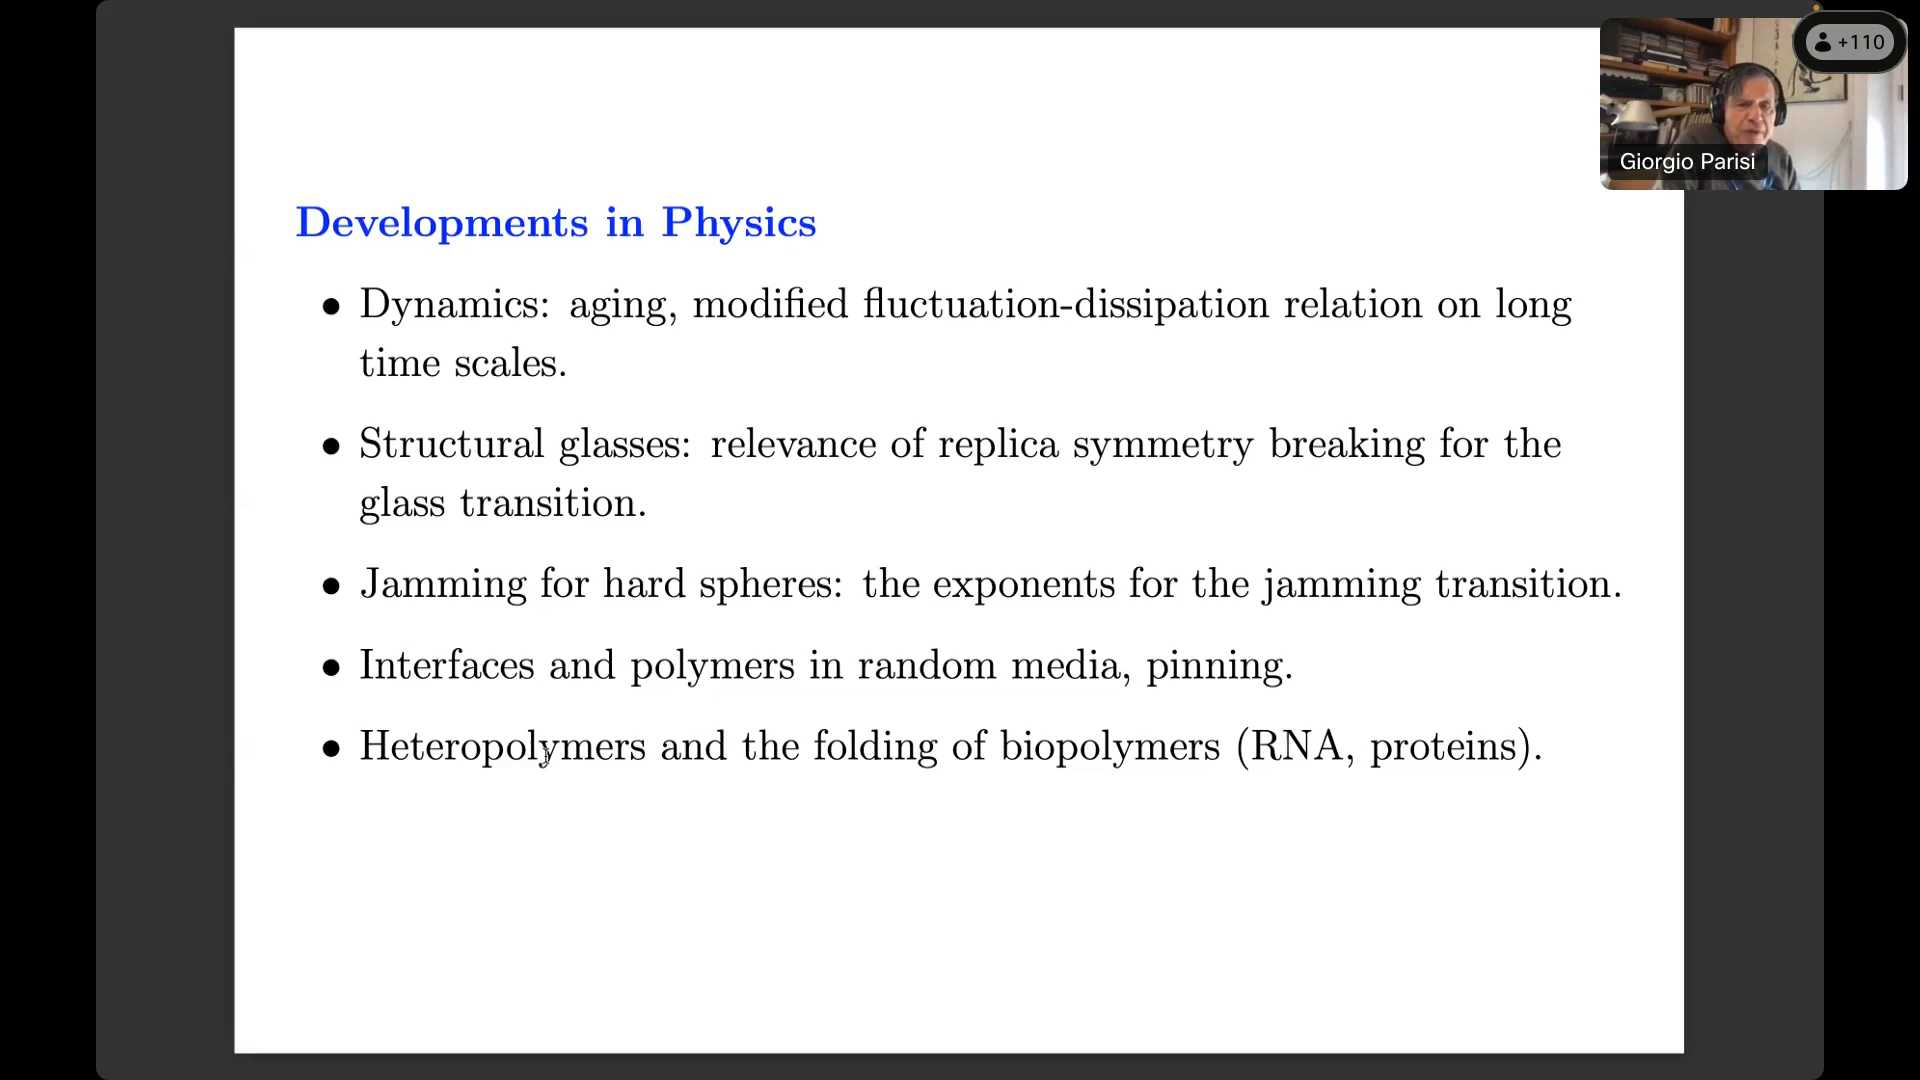 +110
Giorgio Parisi
Developments in Physics
• Dynamics: aging, modified fluctuation-dissipation relation on long
time scales.
• Structural glasses: relevance of replica symmetry breaking for the
glass transition.
• Jamming for hard spheres: the exponents for the jamming transition.
• Interfaces and polymers in random media, pinning.
• Heteropolymers and the folding of biopolymers (RNA, proteins).